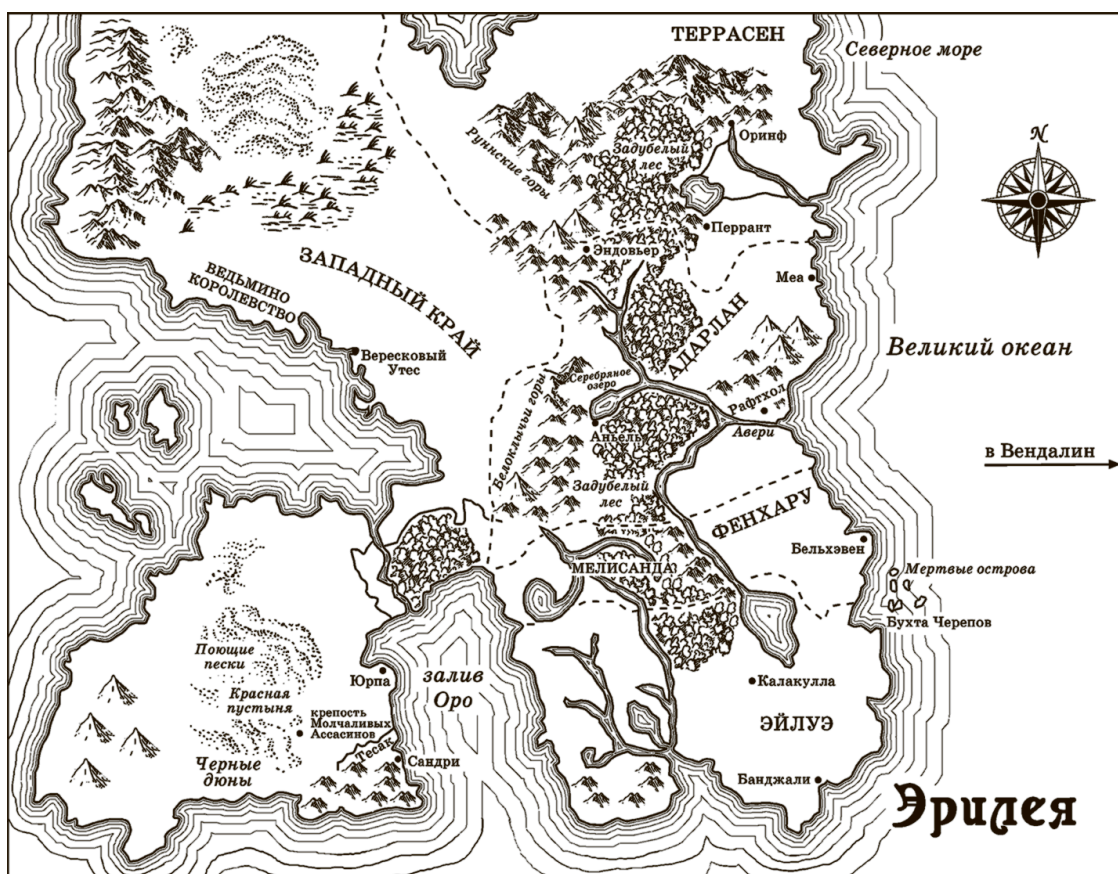 ТЕРРАСЕН
Северное море
N
Оринф
Задубелый
лес
Руннские горы
Перрант
Эндовьер
ЗАПАДНЫЙ КРАЙ
Меа
ВЕДЬМИНО
КОРОЛЕВСТВО
АДАРЛАН
Вересковый
Утес
Великий океан
Серебряное
озеро
Рафтхол
Белоклычьи горы
Аньель
Авери
в Вендалин
Задубелый
лес
ФЕНХАРУ
Бельхэвен
МЕЛИСАНДА
Мертвые острова
Бухта Черепов
Поющие
пески
Юрпа
залив
Оро
Калакулла
Красная
пустыня
крепость
Молчаливых
Ассасинов
ЭЙЛУЭ
Тесак
Сандри
Черные
дюны
Банджали
Эрилея